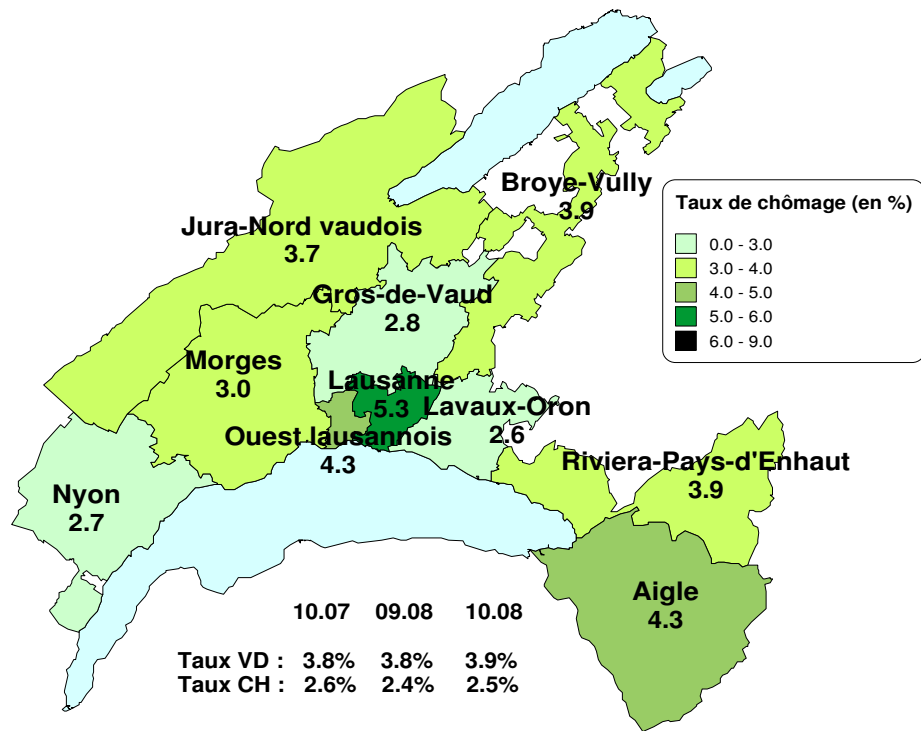 Broye-Vully
3.9
Taux de chômage (en %)
0.0 - 3.0
3.0 - 4.0
4.0 - 5.0
5.0 - 6.0
6.0 - 9.0
Jura-Nord vaudois
3.7
Gros-de-Vaud
2.8
Morges
3.0
Lausanne
5.3
Lavaux-Oron
2.6
Ouest lausannois
4.3
Riviera-Pays-d'Enhaut
3.9
Nyon
2.7
Aigle
4.3
10.07 09.08 10.08
Taux VD : 3.8% 3.8% 3.9%
Taux CH : 2.6% 2.4% 2.5%